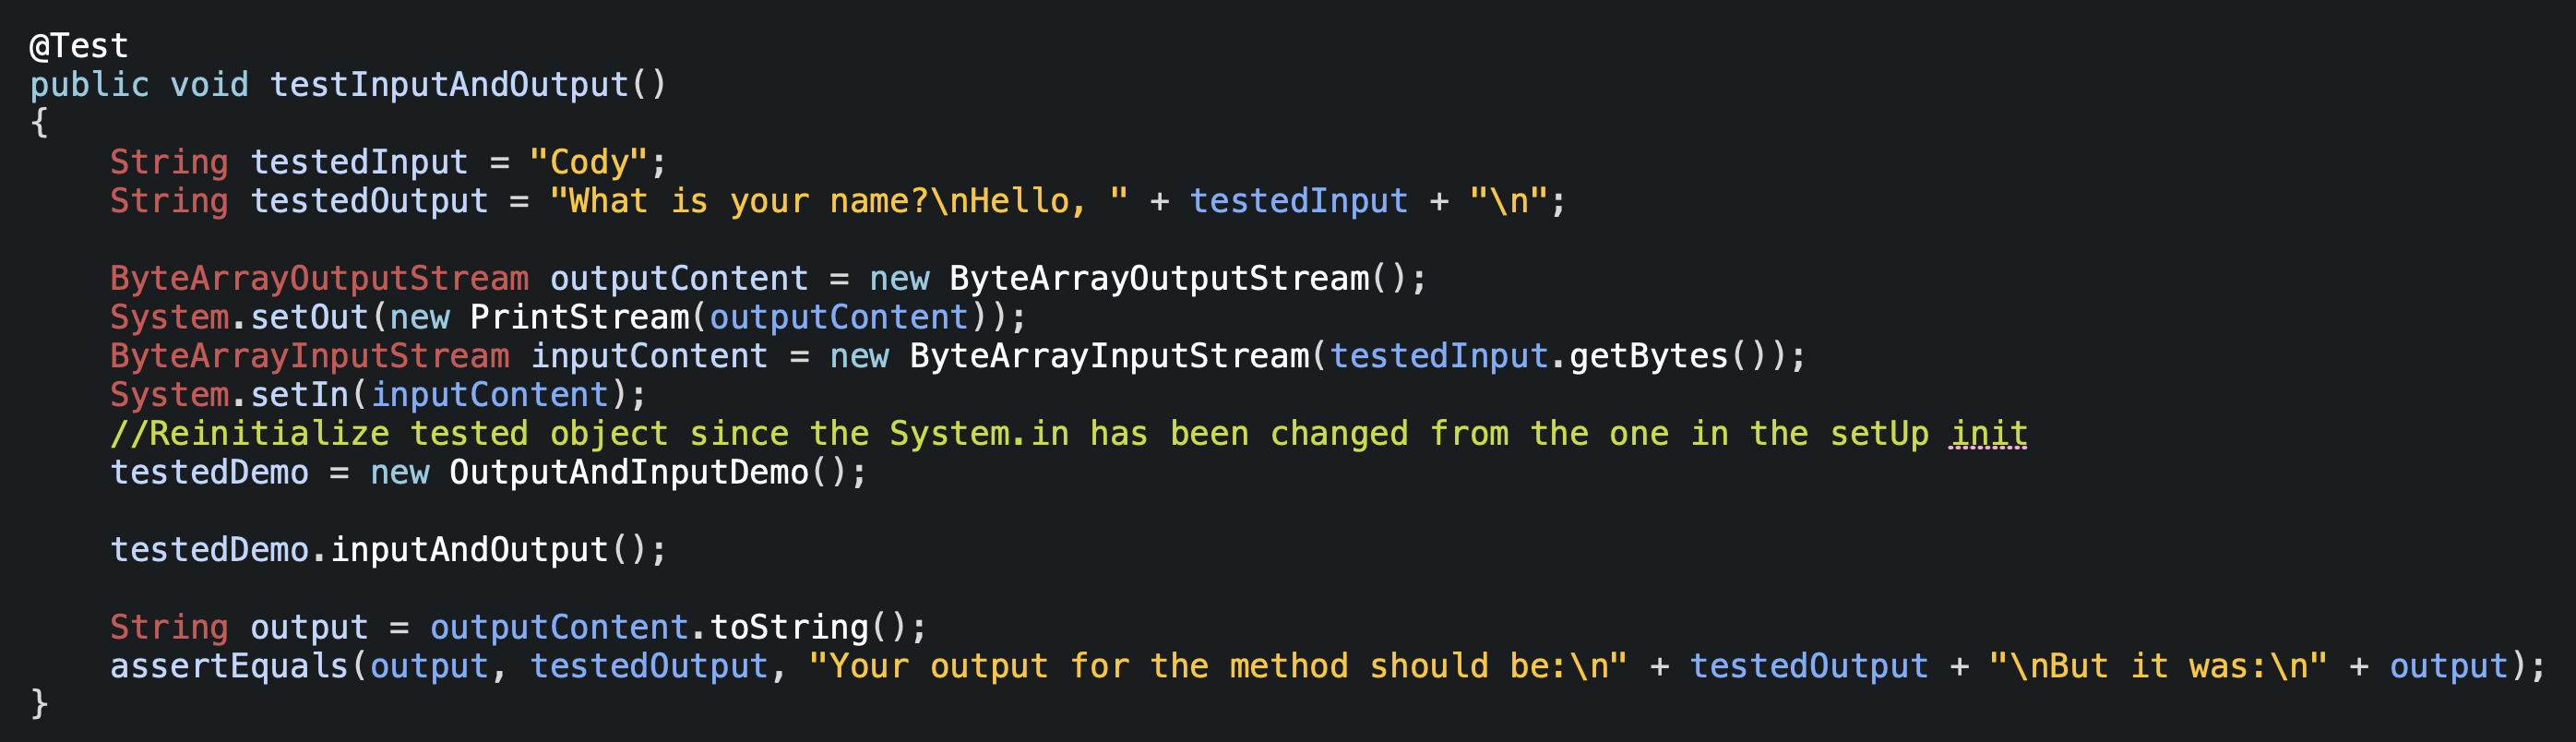 @Test
public void testInputAndOutput()
{
    String testedInput = "Cody";
    String testedOutput = "What is your name?\nHello, " + testedInput + "\n";

    ByteArrayOutputStream outputContent = new ByteArrayOutputStream();
    System.setOut(new PrintStream(outputContent));
    ByteArrayInputStream inputContent = new ByteArrayInputStream(testedInput.getBytes());
    System.setIn(inputContent);
    //Reinitialize tested object since the System.in has been changed from the one in the setUp init
    testedDemo = new OutputAndInputDemo();

    testedDemo.inputAndOutput();

    String output = outputContent.toString();
    assertEquals(output, testedOutput, "Your output for the method should be:\n" + testedOutput + "\nBut it was:\n" + output);
}